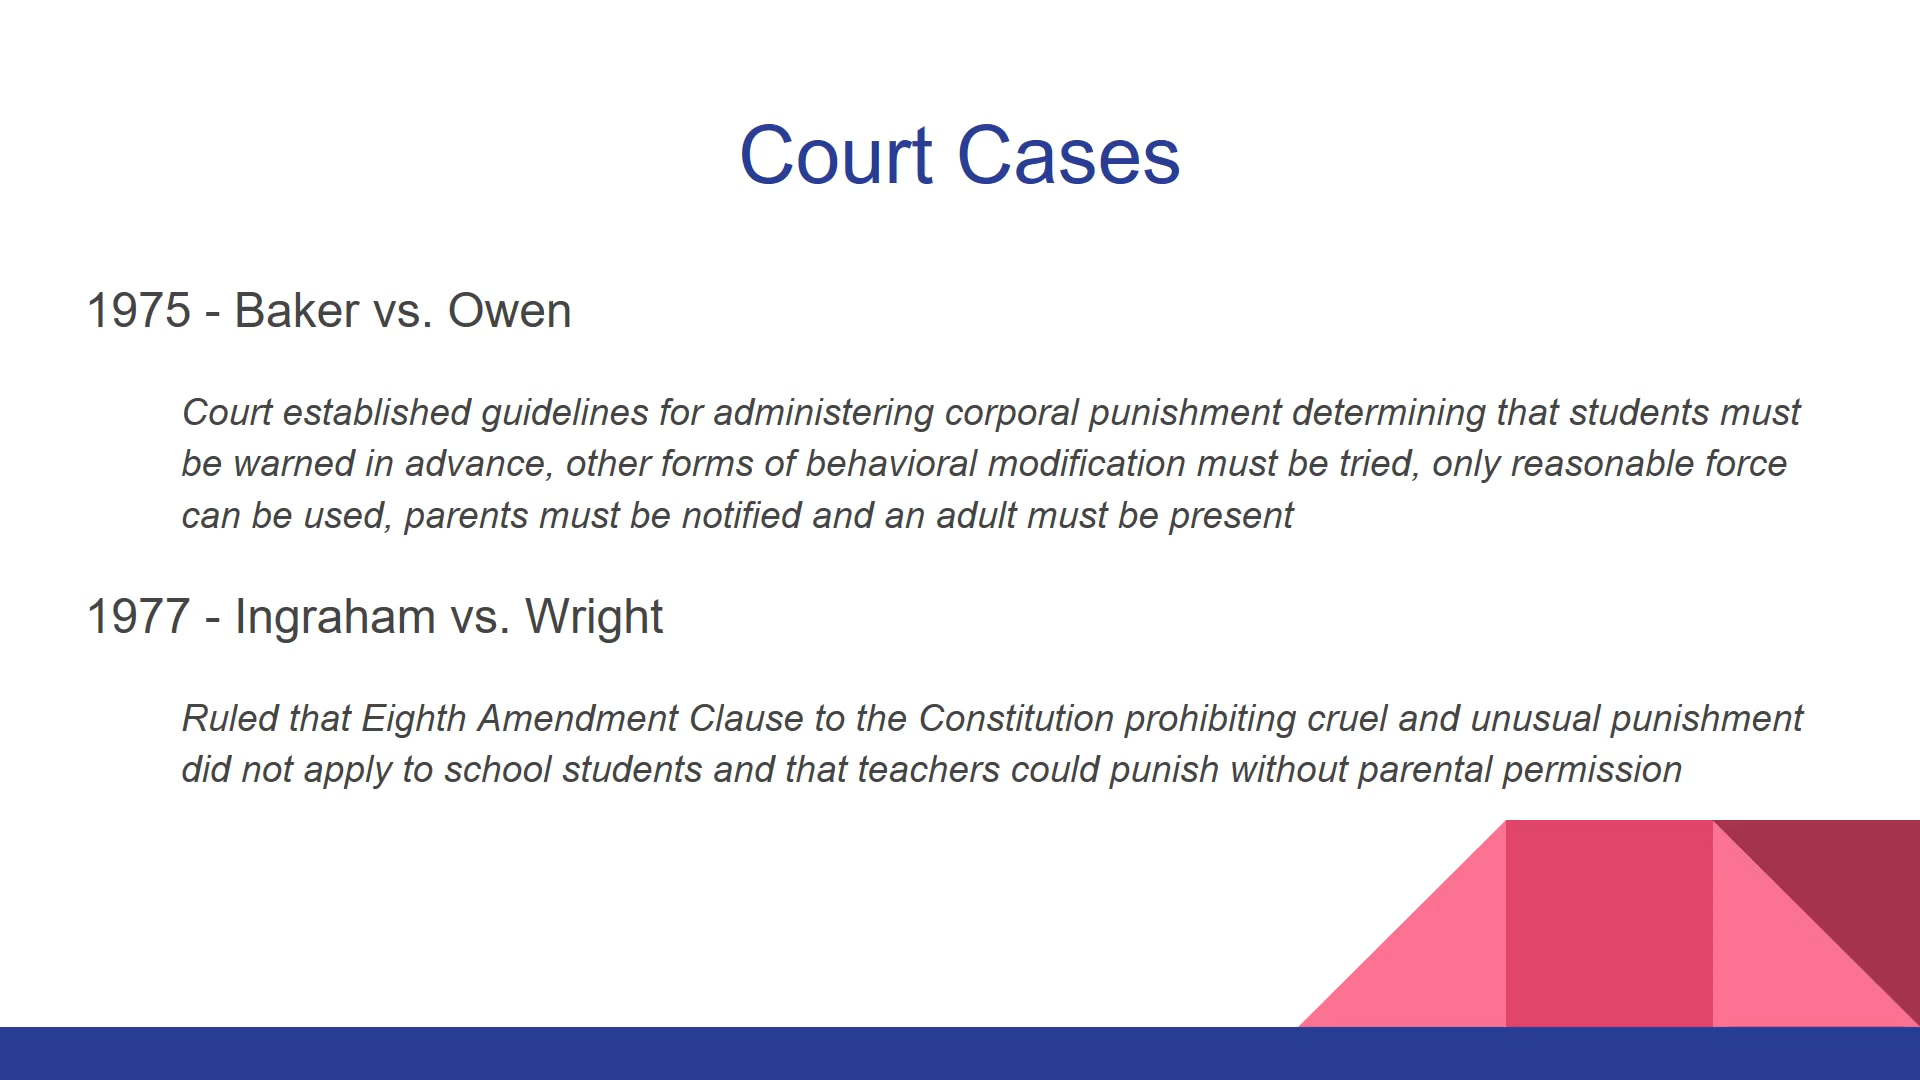 Court Cases
1975 - Baker vs. Owen
Court established guidelines for administering corporal punishment determining that students must
be warned in advance, other forms of behavioral modification must be tried, only reasonable force
can be used, parents must be notified and an adult must be present
1977 - Ingraham vs. Wright
Ruled that Eighth Amendment Clause to the Constitution prohibiting cruel and unusual punishment
did not apply to school students and that teachers could punish without parental permission